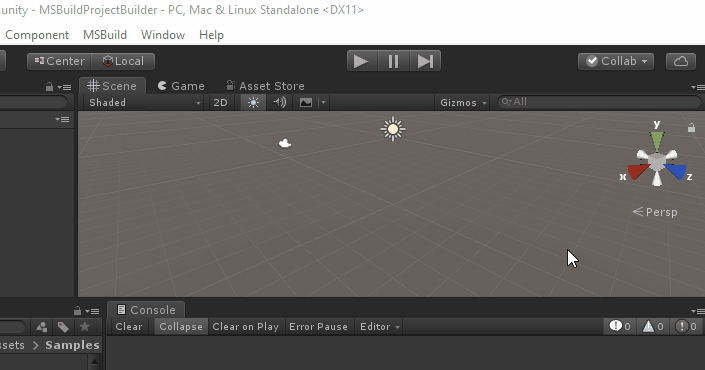 .unity - MSBuildProjectBuilder - PC, Mac & Linux Standalone <DX11>
Component MSBuild Window Help
Center Local Collab
Scene Game Asset Store
Shaded 2D Gizmos All
y
x z
Persp
Console
Clear Collapse Clear on Play Error Pause Editor 0 0 0
ssets > Samples